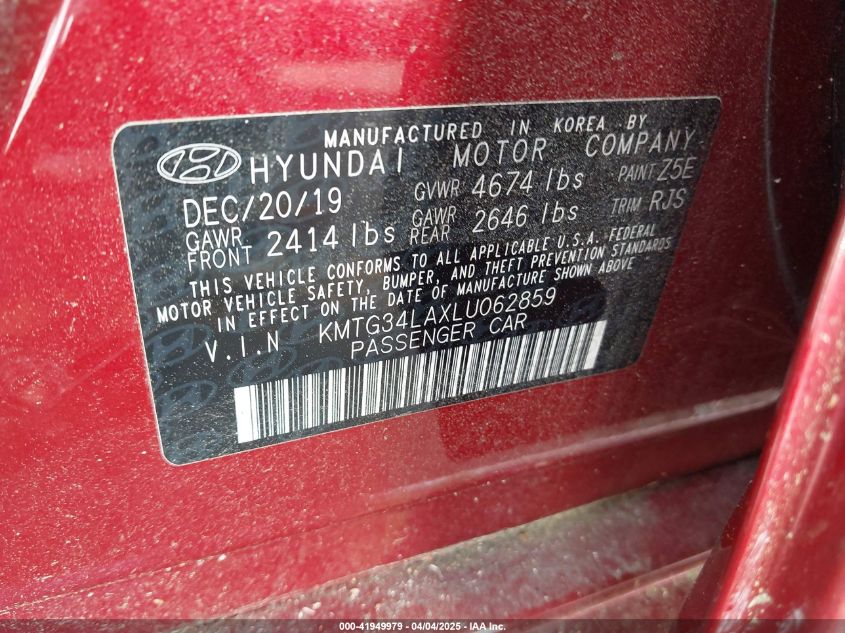 MANUFACTURED IN KOREA BY
HYUNDAI MOTOR COMPANY
DEC/20/19 GVWR 4674 lbs PAINT Z5E
GAWR FRONT 2414 lbs GAWR REAR 2646 lbs TRIM RJS
THIS VEHICLE CONFORMS TO ALL APPLICABLE U.S.A. FEDERAL
MOTOR VEHICLE SAFETY, BUMPER, AND THEFT PREVENTION STANDARDS
IN EFFECT ON THE DATE OF MANUFACTURE SHOWN ABOVE
V.I.N KMTG34LAXLU062859
PASSENGER CAR
000-41949979 - 04/04/2025 - IAA Inc.